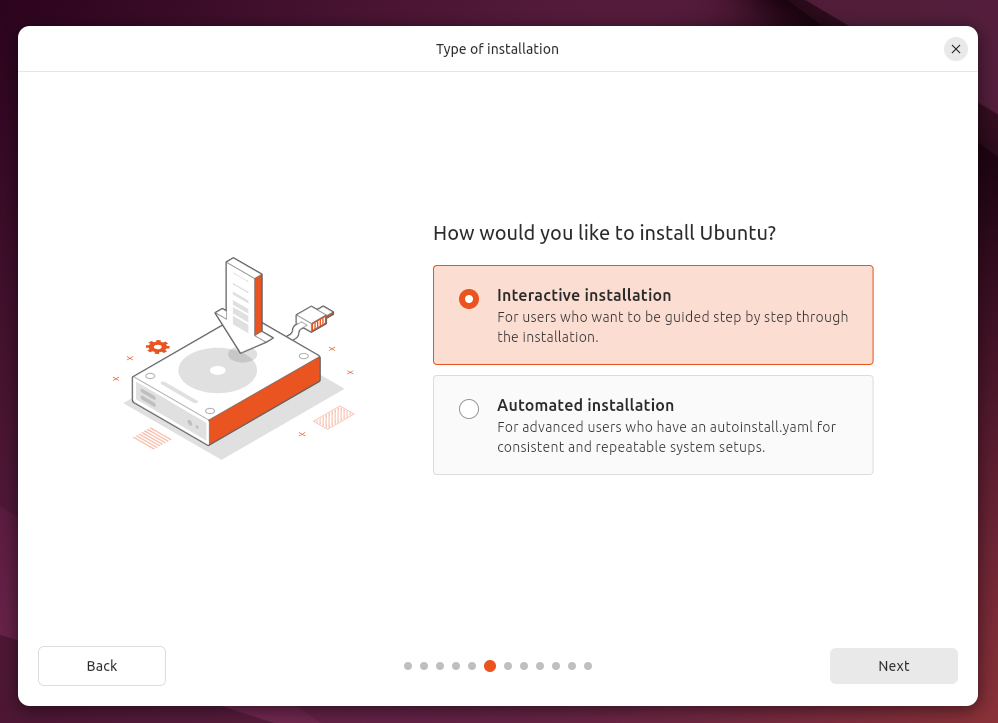 Type of installation
How would you like to install Ubuntu?
Interactive installation
For users who want to be guided step by step through
the installation.
Automated installation
For advanced users who have an autoinstall.yaml for
consistent and repeatable system setups.
Back
Next